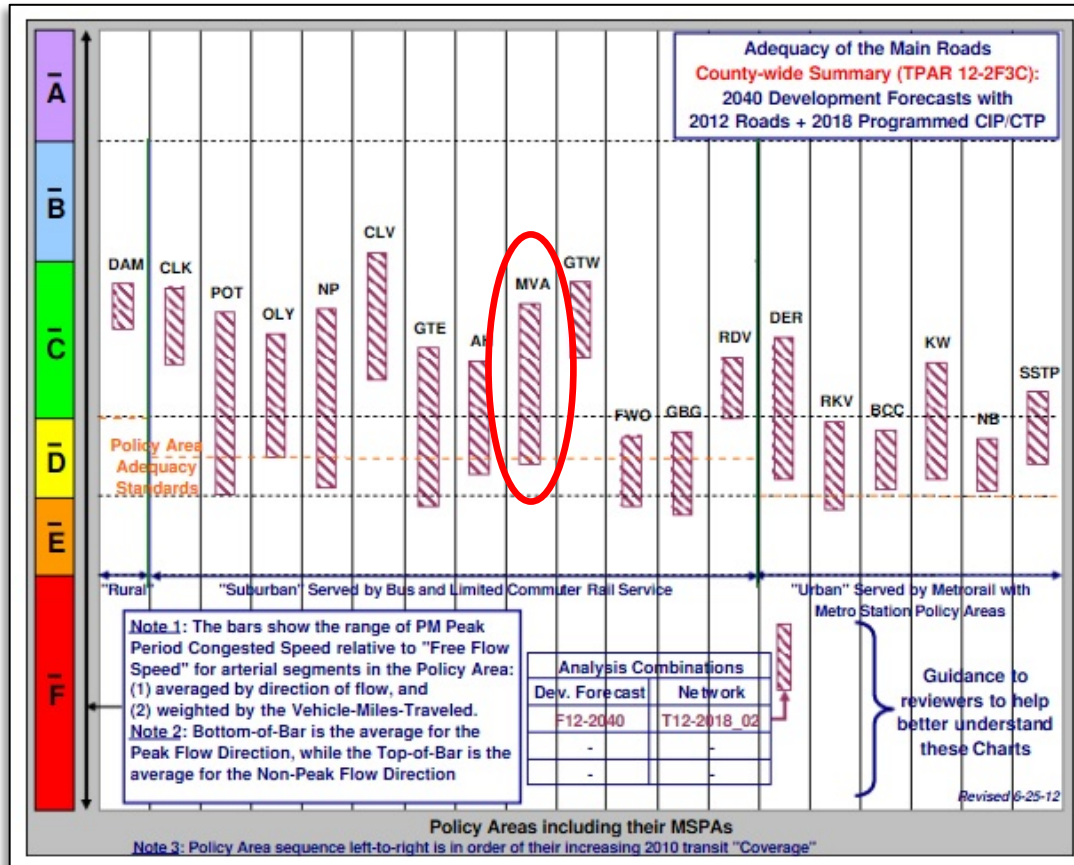 Adequacy of the Main Roads
County-wide Summary (TPAR 12-2F3C):
2040 Development Forecasts with
2012 Roads + 2018 Programmed CIP/CTP
A
B
C
D
E
F
DAM
CLK
POT
OLY
NP
CLV
GTE
MVA
GTW
FWO
GBG
RDV
DER
RKV
BCC
KW
NB
SSTP
Policy Area
Adequacy
Standards
"Rural"
"Suburban" Served by Bus and Limited Commuter Rail Service
"Urban" Served by Metrorail with
Metro Station Policy Areas
Note 1: The bars show the range of PM Peak
Period Congested Speed relative to "Free Flow
Speed" for arterial segments in the Policy Area:
(1) averaged by direction of flow, and
(2) weighted by the Vehicle-Miles-Traveled.
Note 2: Bottom-of-Bar is the average for the
Peak Flow Direction, while the Top-of-Bar is the
average for the Non-Peak Flow Direction
Analysis Combinations
Dev. Forecast Network
F12-2040 T12-2018_02
- -
- -
Guidance to
reviewers to help
better understand
these Charts
Revised 6-25-12
Policy Areas including their MSPAs
Note 3: Policy Area sequence left-to-right is in order of their increasing 2010 transit "Coverage"